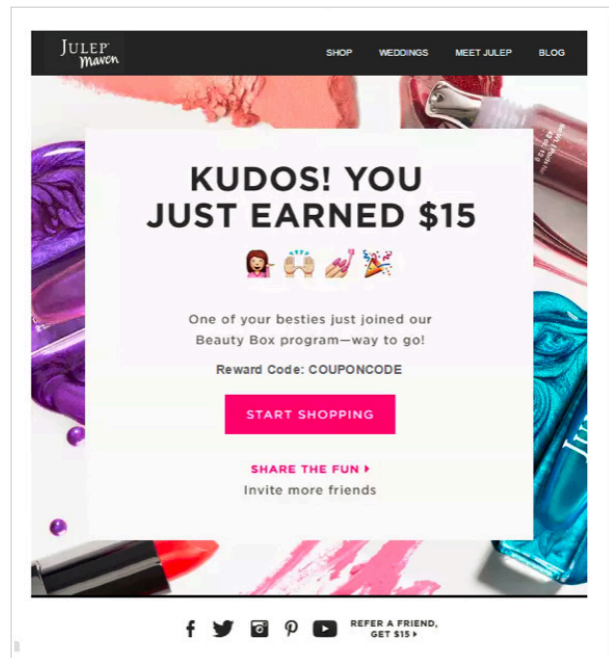 JULEP
Maven
SHOP WEDDINGS MEET JULEP BLOG
KUDOS! YOU
JUST EARNED $15
One of your besties just joined our
Beauty Box program—way to go!
Reward Code: COUPONCODE
START SHOPPING
SHARE THE FUN
Invite more friends
REFER A FRIEND,
GET $15